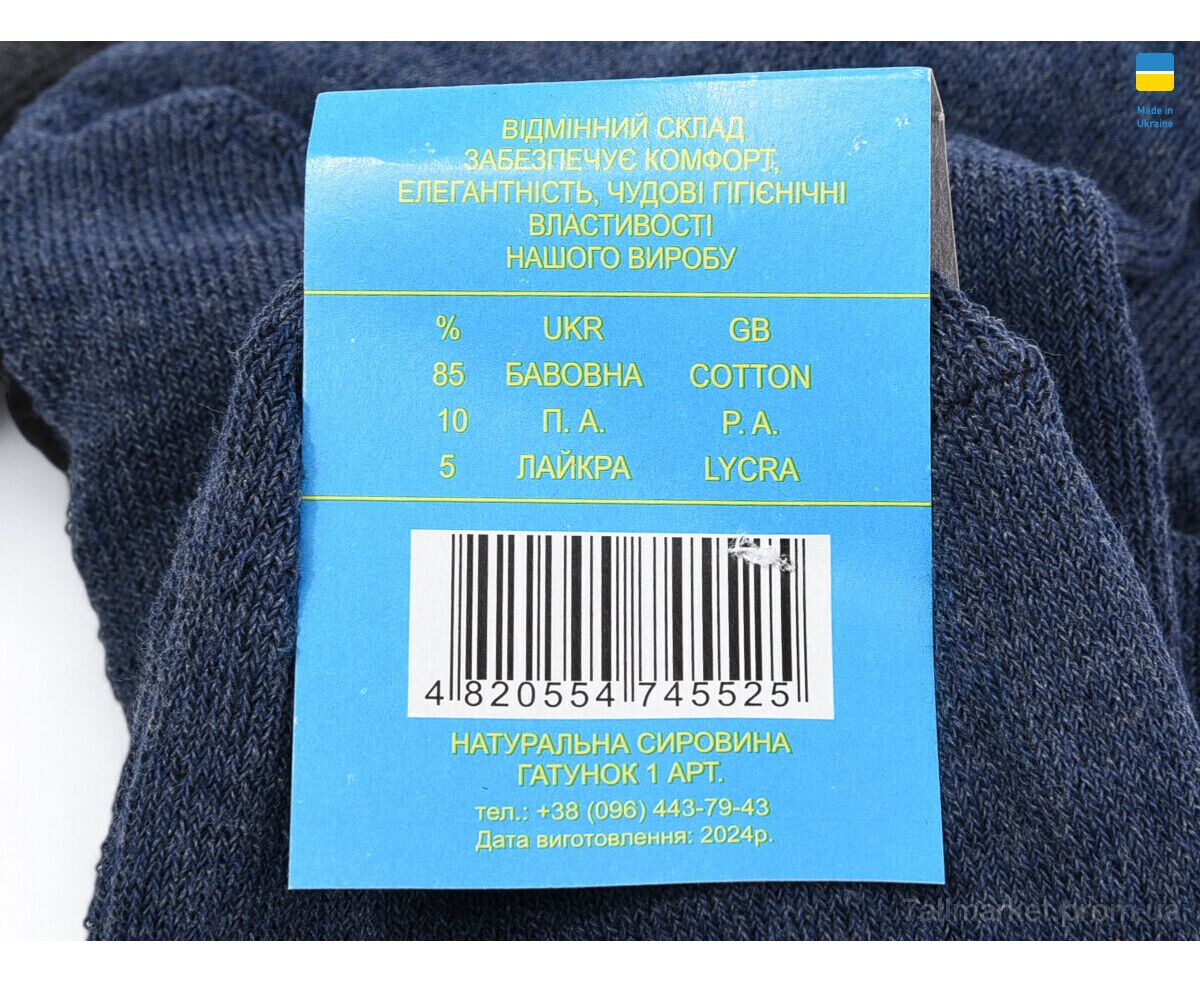 Made in
Ukraine
ВІДМІННИЙ СКЛАД
ЗАБЕЗПЕЧУЄ КОМФОРТ,
ЕЛЕГАНТНІСТЬ, ЧУДОВІ ГІГІЄНІЧНІ
ВЛАСТИВОСТІ
НАШОГО ВИРОБУ
% UKR GB
85 БАВОВНА COTTON
10 П. А. P. A.
5 ЛАЙКРА LYCRA
4 820554 745525
НАТУРАЛЬНА СИРОВИНА
ГАТУНОК 1 АРТ.
тел.: +38 (096) 443-79-43
Дата виготовлення: 2024р.
7allmarket.prom.ua